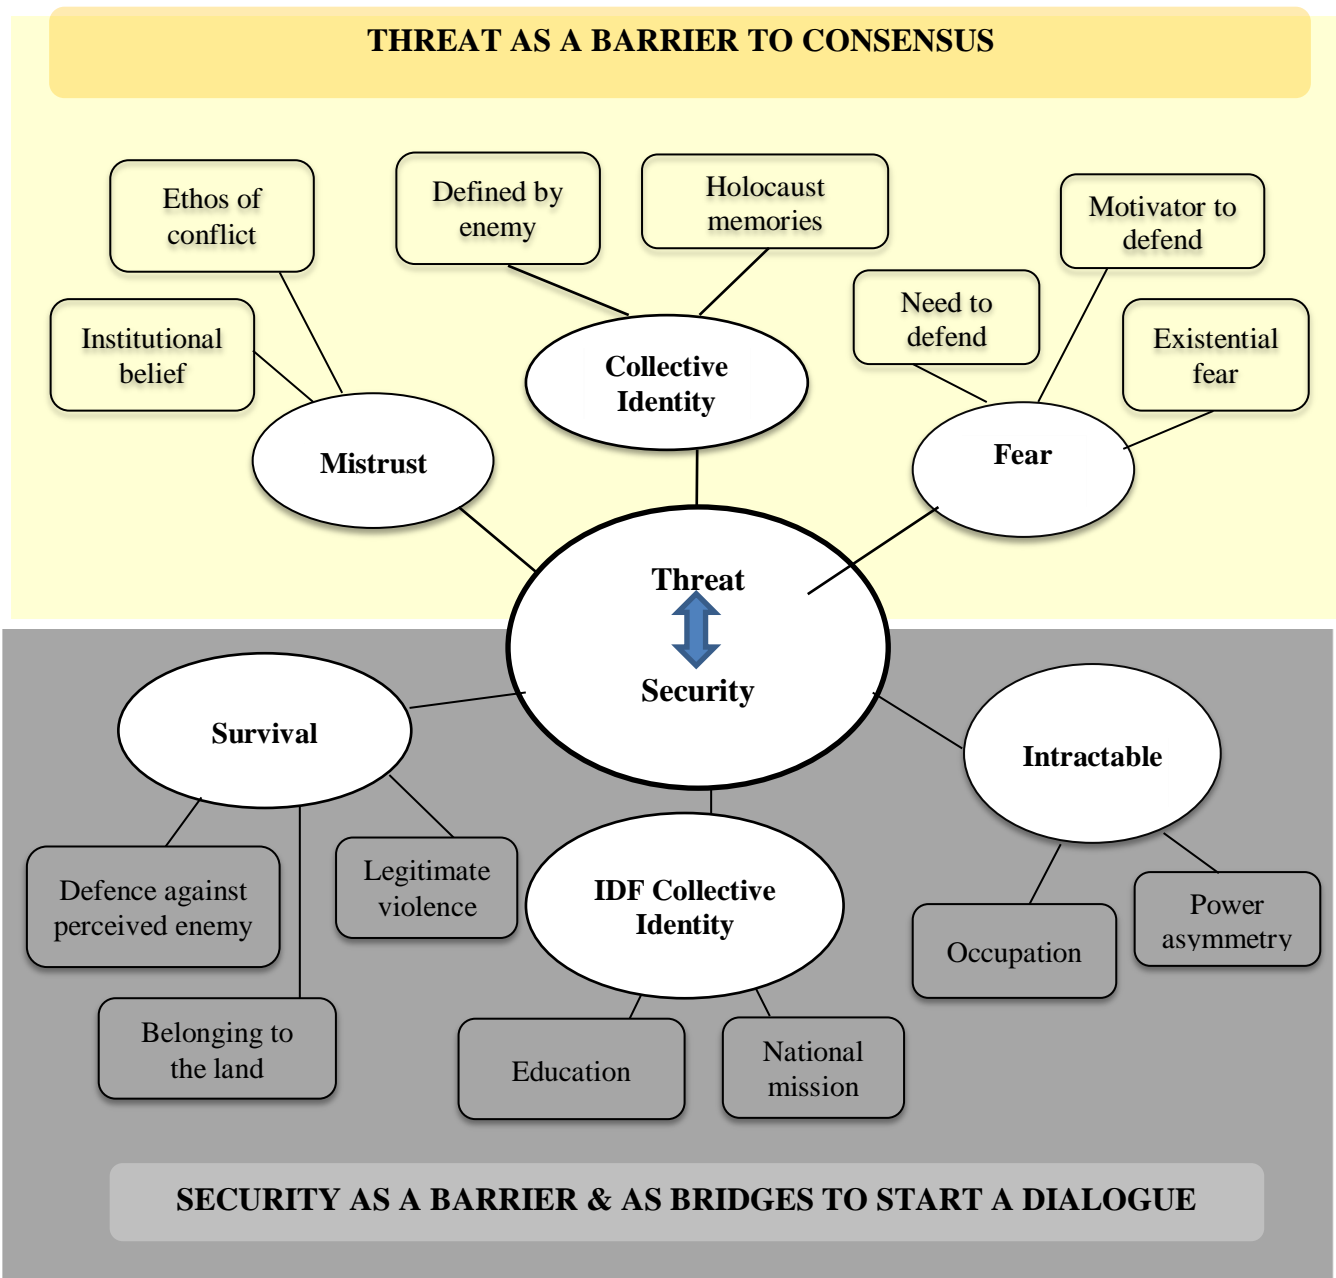 THREAT AS A BARRIER TO CONSENSUS
Ethos of
conflict
Defined by
enemy
Holocaust
memories
Motivator to
defend
Institutional
belief
Need to
defend
Existential
fear
Collective
Identity
Mistrust
Fear
Threat
Security
Survival
Intractable
Defence against
perceived enemy
Legitimate
violence
IDF Collective
Identity
Occupation
Power
asymmetry
Belonging to
the land
Education
National
mission
SECURITY AS A BARRIER & AS BRIDGES TO START A DIALOGUE